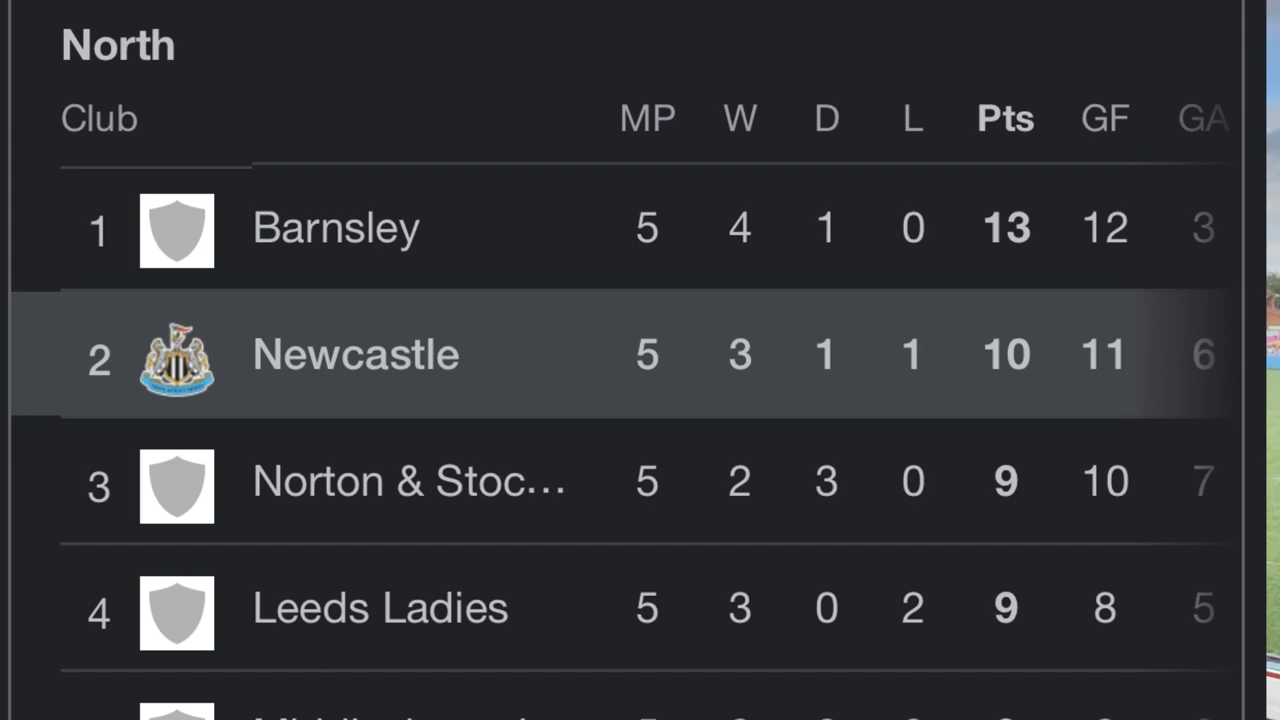 North
Club MP W D L Pts GF GA
1 Barnsley 5 4 1 0 13 12 3
2 Newcastle 5 3 1 1 10 11 6
3 Norton & Stoc... 5 2 3 0 9 10 7
4 Leeds Ladies 5 3 0 2 9 8 5